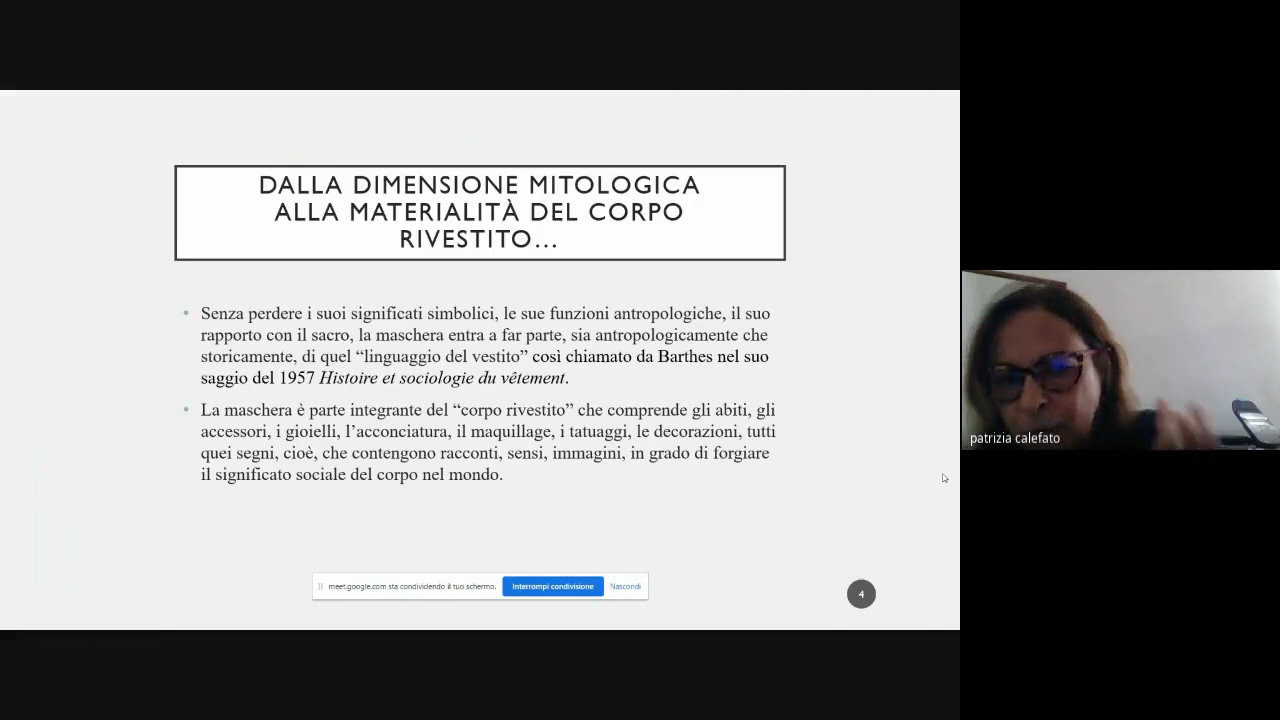 DALLA DIMENSIONE MITOLOGICA
ALLA MATERIALITÀ DEL CORPO
RIVESTITO…
• Senza perdere i suoi significati simbolici, le sue funzioni antropologiche, il suo
rapporto con il sacro, la maschera entra a far parte, sia antropologicamente che
storicamente, di quel “linguaggio del vestito” così chiamato da Barthes nel suo
saggio del 1957 Histoire et sociologie du vêtement.
• La maschera è parte integrante del “corpo rivestito” che comprende gli abiti, gli
accessori, i gioielli, l’acconciatura, il maquillage, i tatuaggi, le decorazioni, tutti
quei segni, cioè, che contengono racconti, sensi, immagini, in grado di forgiare
il significato sociale del corpo nel mondo.
meet.google.com sta condividendo il tuo schermo. Interrompi condivisione Nascondi
4
patrizia calefato